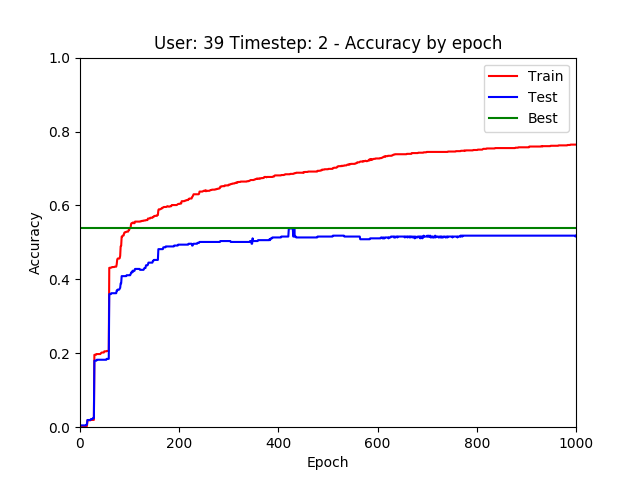 User: 39 Timestep: 2 - Accuracy by epoch
1.0
0.8
0.6
0.4
0.2
0.0
Accuracy
Train
Test
Best
0 200 400 600 800 1000
Epoch